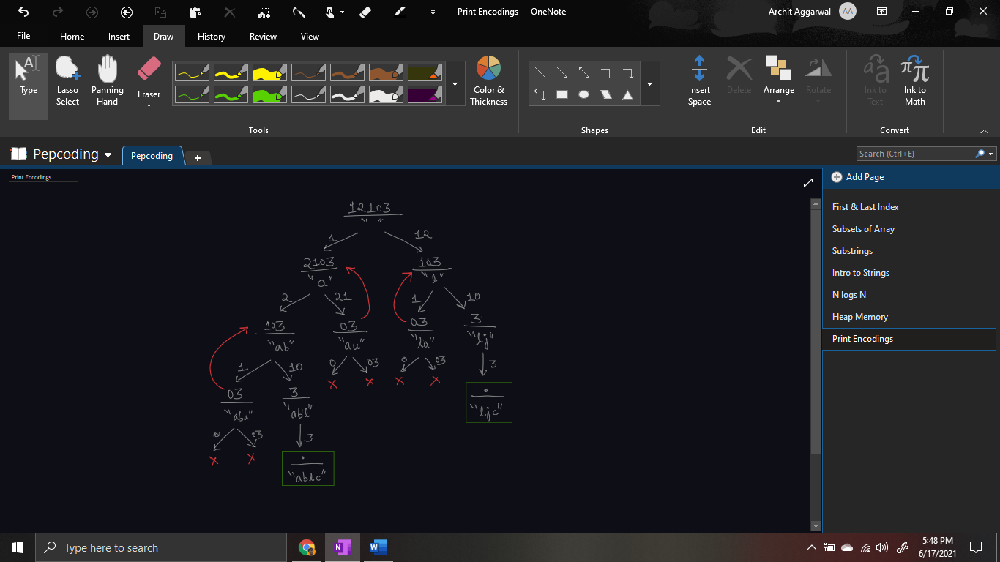 Print Encodings - OneNote
Archit Aggarwal
AA
File
Home
Insert
Draw
History
Review
View
Type
Lasso
Select
Panning
Hand
Eraser
Color &
Thickness
Insert
Space
Delete
Arrange
Rotate
Ink to
Text
Ink to
Math
Tools
Shapes
Edit
Convert
Pepcoding
Pepcoding
Search (Ctrl+E)
Print Encodings
Add Page
First & Last Index
Subsets of Array
Substrings
Intro to Strings
N logs N
Heap Memory
Print Encodings
12103
" "
1
12
2103
"a"
103
"l"
2
21
1
10
103
"ab"
03
"au"
03
"la"
3
"lj"
1
10
0
03
0
03
3
x
x
x
x
03
"aba"
3
"abl"
.
"ljc"
0
03
3
x
x
.
"ablc"
Type here to search
N
W
5:48 PM
6/17/2021